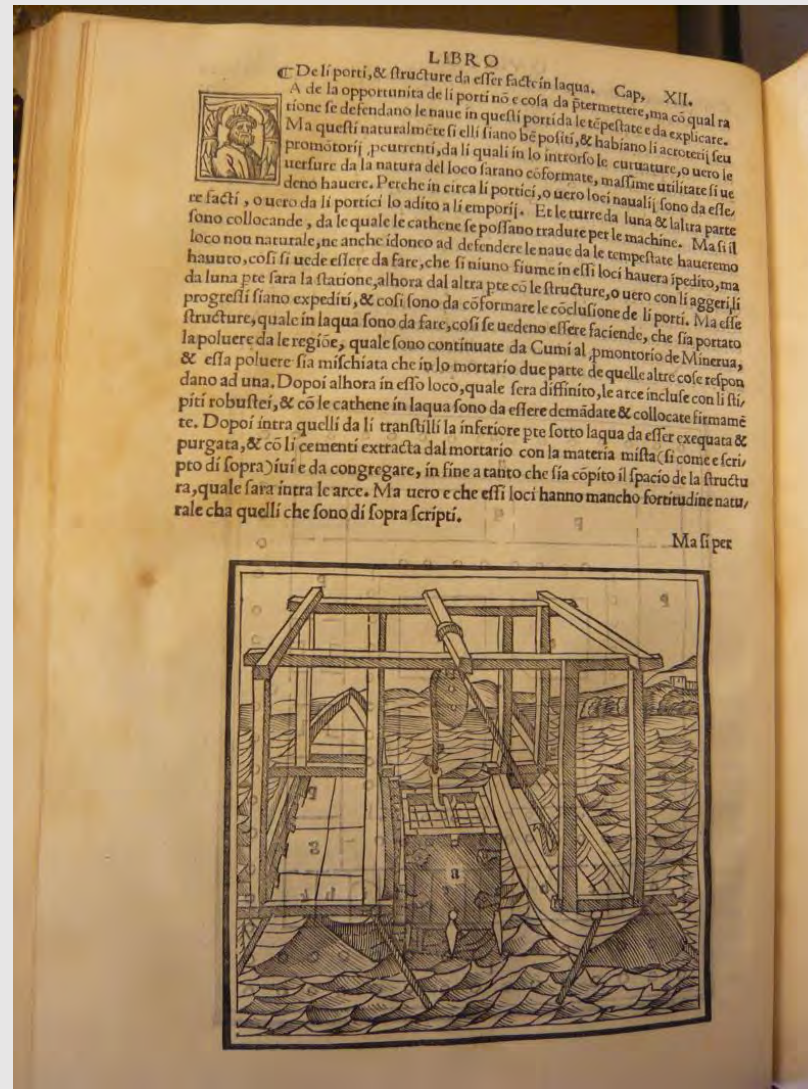 LIBRO
☾ De li porti, & structure da esser facte in laqua. Cap. XII.
A de la opportunita de li porti nō e cosa da p̄termettere, ma cō qual ra
tione se defendano le naue in questi porti da le tēpestate e da explicare.
Ma questi naturalmēte si elli siano bē positi, & habiano li acroterij seu
promōtorij ꝓcurrenti, da li quali in lo introrso le curuature, o uero le
uersure da la natura del loco sarano cōformate, massime utilitate si ue
deno hauere. Perche in circa li portici, o uero loci nauali sono da esse,
re facti, o uero da li portici lo adito a li emporij. Et le turre da luna & laltra parte
sono collocande, da le quale le cathene se possano tradute per le machine. Ma si il
loco non naturale, ne anche idoneo ad defendere le naue da le tempestate haueremo
hauuto, cosi si uede essere da fare, che si niuno fiume in essi loci hauera īpedito, ma
da luna pte sara la statione, alhora dal altra pte cō le structure, o uero con li aggeri, li
progressi siano expediti, & cosi sono da cōformare le cōclusione de li porti. Ma esse
structure, quale in laqua sono da fare, cosi se uedeno essere faciende, che sia portato
la poluere da le regiōe, quale sono continuate da Cumi al ꝓmontorio de Minerua,
& essa poluere sia mischiata che in lo mortario due parte de quelle altre cose respon
dano ad una. Dopoi alhora in esso loco, quale sera diffinito, le arce incluse con li sti,
piti robustei, & cō le cathene in laqua sono da essere demādate & collocate firmamē
te. Dopoi intra quelli da li transtilli la inferiore pte sotto laqua da esser exequata &
purgata, & cō li cementi extracta dal mortario con la materia mista (si come e scri,
pto di sopra) iui e da congregare, in fine a tanto che sia cōpito il spacio de la structu
ra, quale sara intra le arce. Ma uero e che essi loci hanno mancho fortitudine natu,
rale cha quelli che sono di sopra scripti.
Ma si per
a